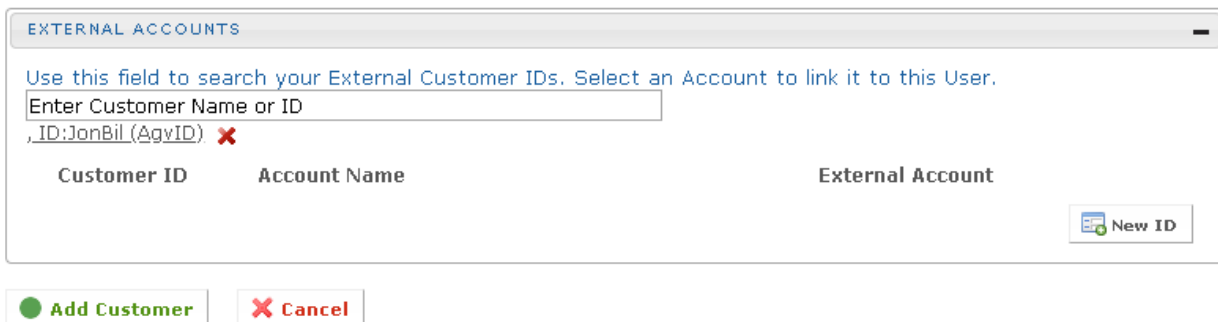 EXTERNAL ACCOUNTS
Use this field to search your External Customer IDs. Select an Account to link it to this User.
Enter Customer Name or ID
, ID:JonBil (AgvID)
Customer ID Account Name External Account
New ID
Add Customer Cancel